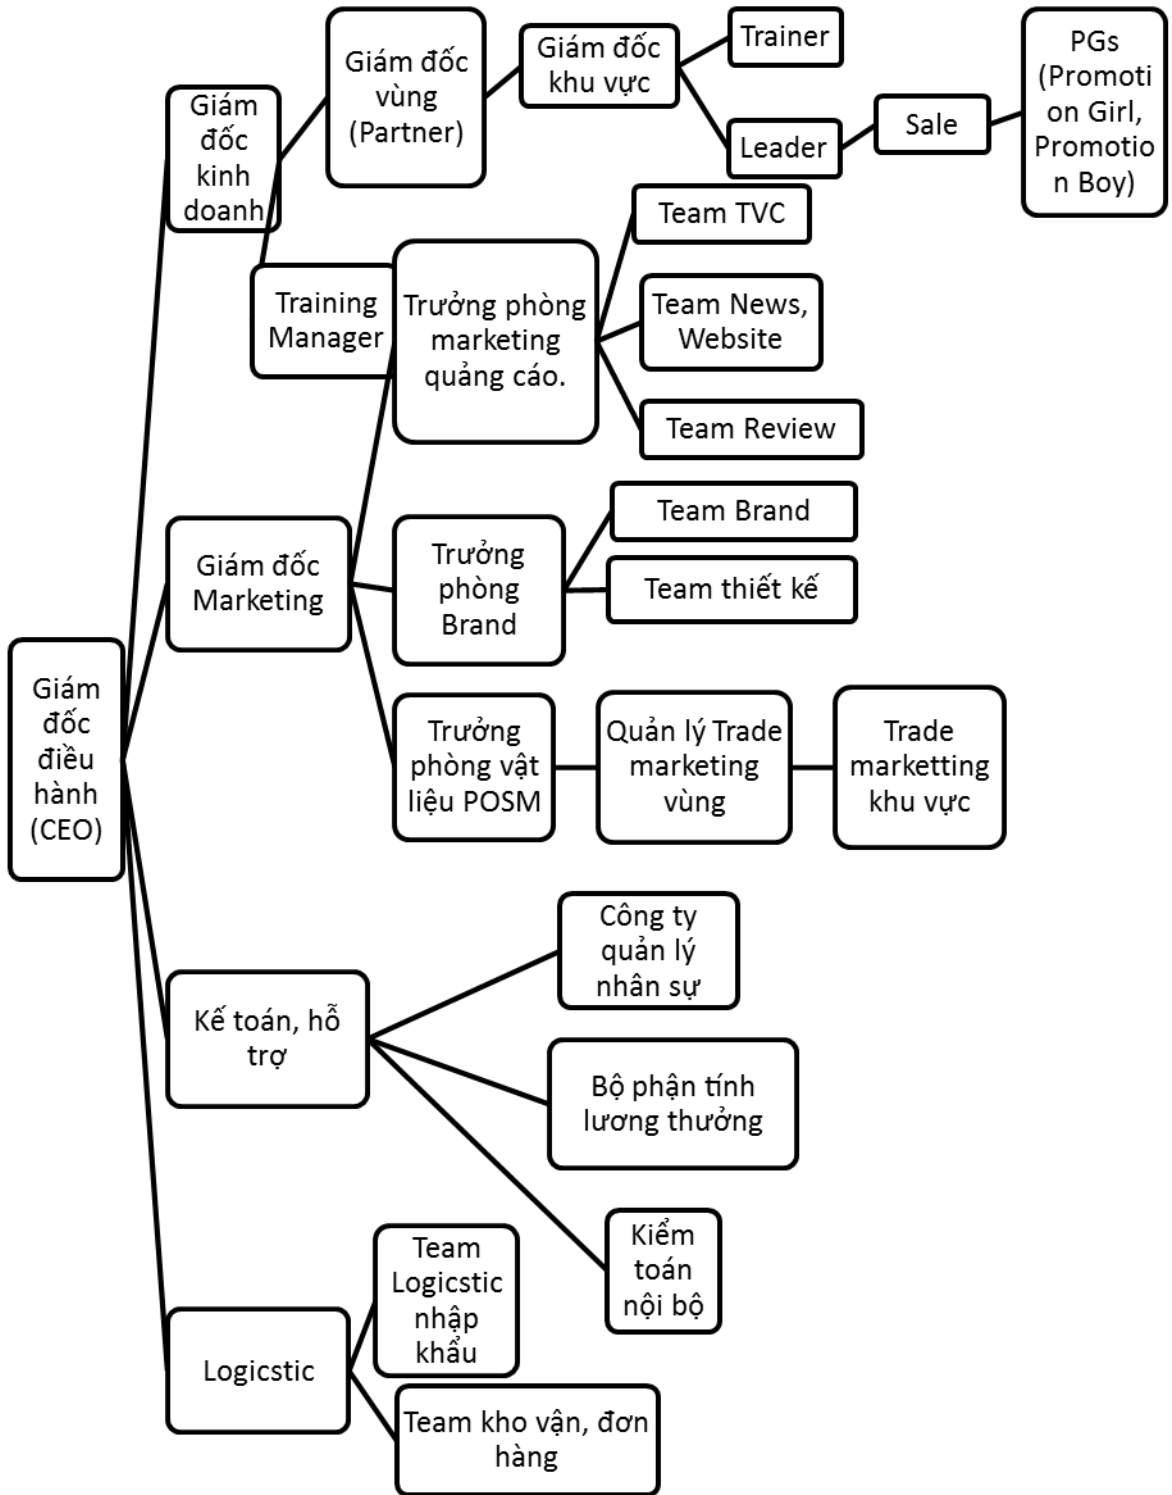 Giám
đốc
kinh
doanh
Giám đốc
vùng
(Partner)
Giám đốc
khu vực
Trainer
Leader
Sale
PGs
(Promoti
on Girl,
Promotio
n Boy)
Training
Manager
Trưởng phòng
marketing
quảng cáo.
Team TVC
Team News,
Website
Team Review
Giám đốc
Marketing
Trưởng
phòng
Brand
Team Brand
Team thiết kế
Giám
đốc
điều
hành
(CEO)
Trưởng
phòng vật
liệu POSM
Quản lý Trade
marketing
vùng
Trade
marketting
khu vực
Kế toán, hỗ
trợ
Công ty
quản lý
nhân sự
Bộ phận tính
lương thưởng
Kiểm
toán
nội bộ
Logicstic
Team
Logicstic
nhập
khẩu
Team kho vận, đơn
hàng